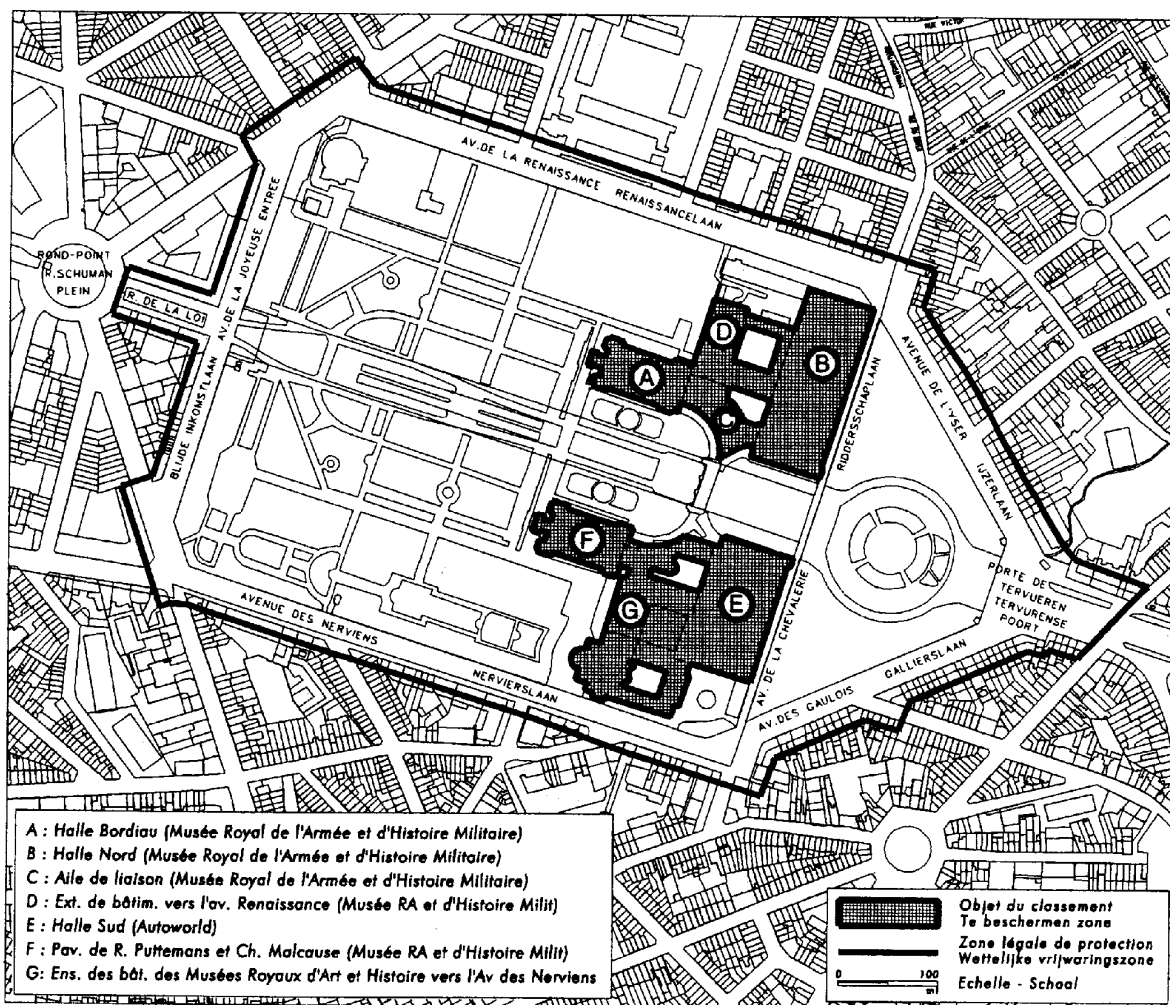 AV. DE LA RENAISSANCE RENAISSANCELAAN
AV. DE LA JOYEUSE ENTRÉE
BLIJDE INKOMSTLAAN
ROND-POINT
R. SCHUMAN
PLEIN
R. DE LA LOI
D
B
A
C
AVENUE DE L'YSER IJZERLAAN
RIDDERSSCHAPLAAN
F
G
E
AV. DE LA CHEVALERIE
PORTE DE
TERVUEREN
TERVURENSE
POORT
AVENUE DES NERVIENS
NERVIERSLAAN
AV. DES GAULOIS GALLIERSLAAN
A : Halle Bordiau (Musée Royal de l'Armée et d'Histoire Militaire)
B : Halle Nord (Musée Royal de l'Armée et d'Histoire Militaire)
C : Aile de liaison (Musée Royal de l'Armée et d'Histoire Militaire)
D : Ext. de bâtim. vers l'av. Renaissance (Musée RA et d'Histoire Milit)
E : Halle Sud (Autoworld)
F : Pav. de R. Puttemans et Ch. Malcause (Musée RA et d'Histoire Milit)
G: Ens. des bât. des Musées Royaux d'Art et Histoire vers l'Av des Nerviens
Objet du classement
Te beschermen zone
Zone légale de protection
Wettelijke vrijwaringszone
0 100
m
Echelle - Schaal